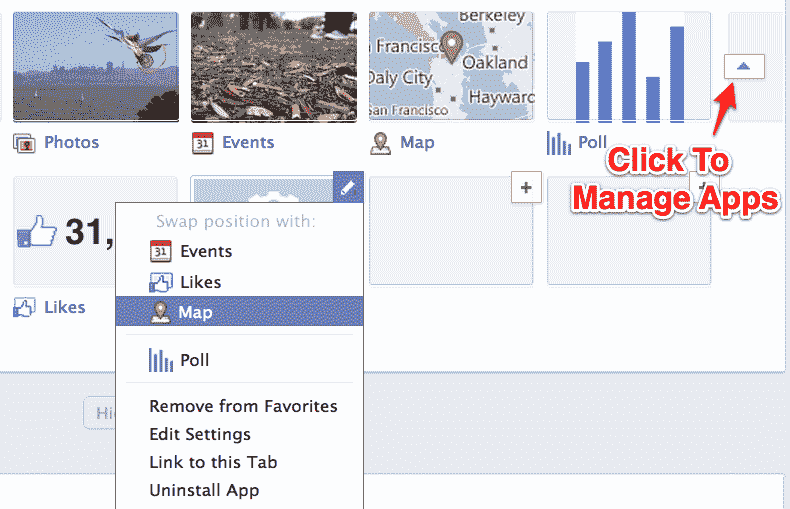 Berkeley
San Francisco
Oakland
Daly City
Hayward
San Francisco
31 Events
Photos
Map
Poll
Click To
Manage Apps
31,
Likes
Swap position with:
31 Events
Likes
Map
Poll
Remove from Favorites
Edit Settings
Link to this Tab
Uninstall App